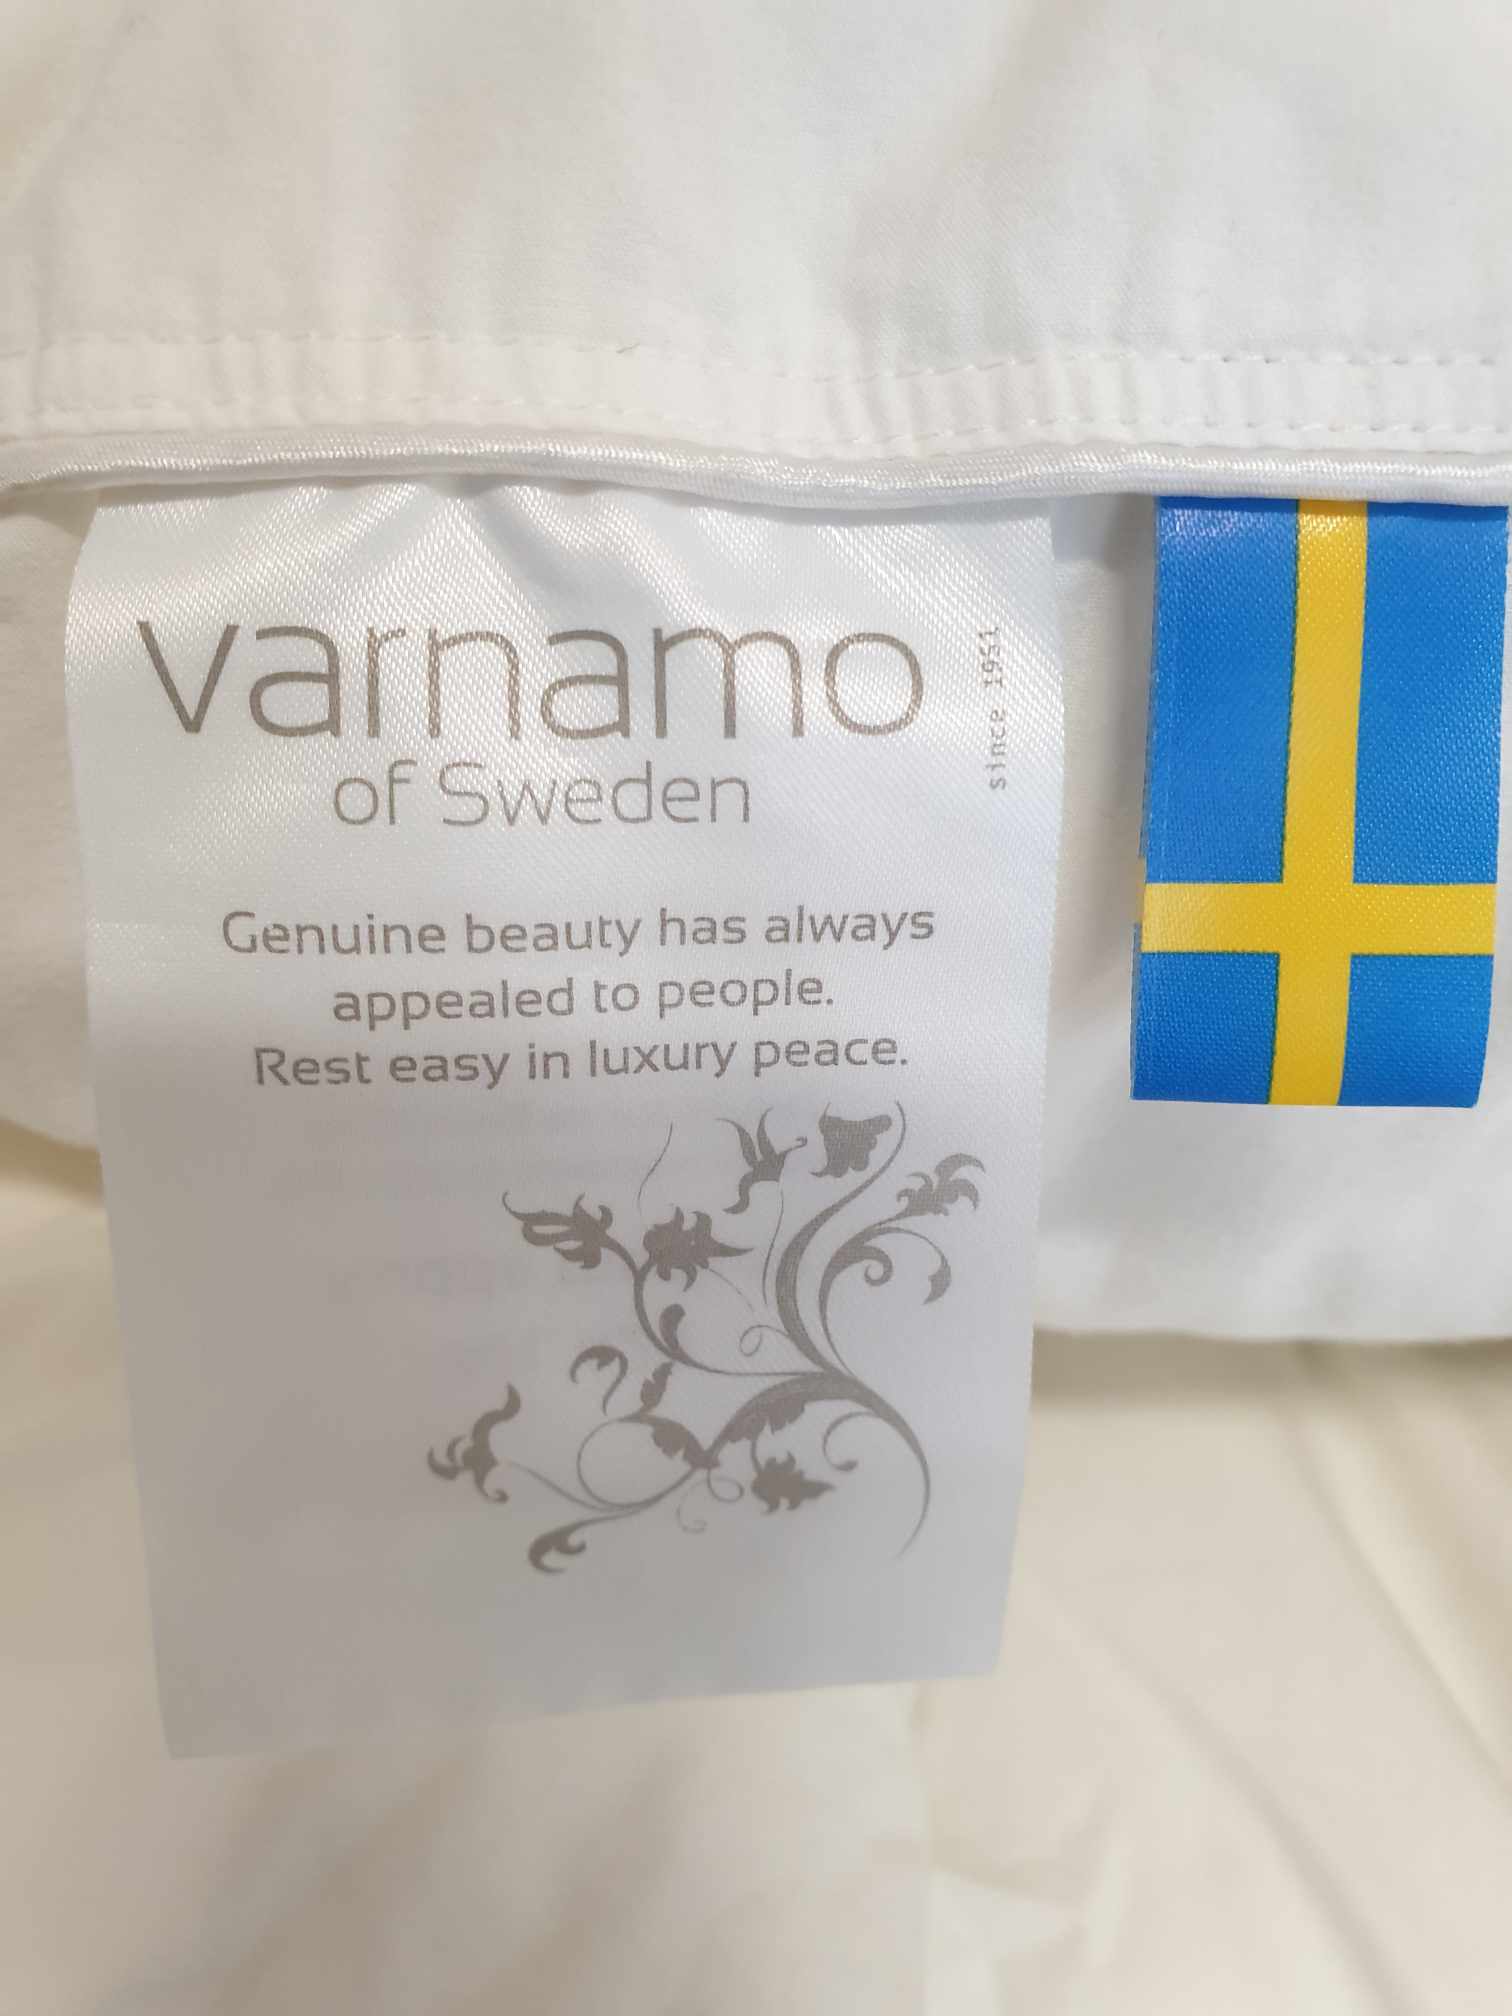 varnamo
since 1951
of Sweden
Genuine beauty has always
appealed to people.
Rest easy in luxury peace.